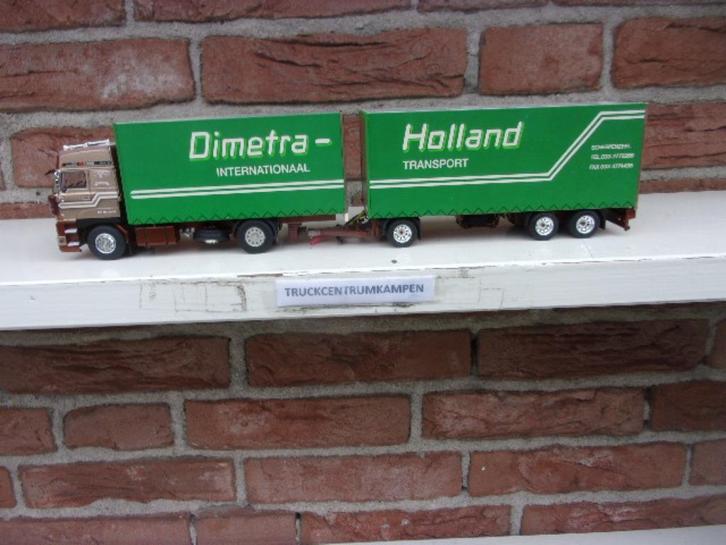 Dimetra -
INTERNATIONAAL
Holland
TRANSPORT
TRUCKCENTRUMKAMPEN